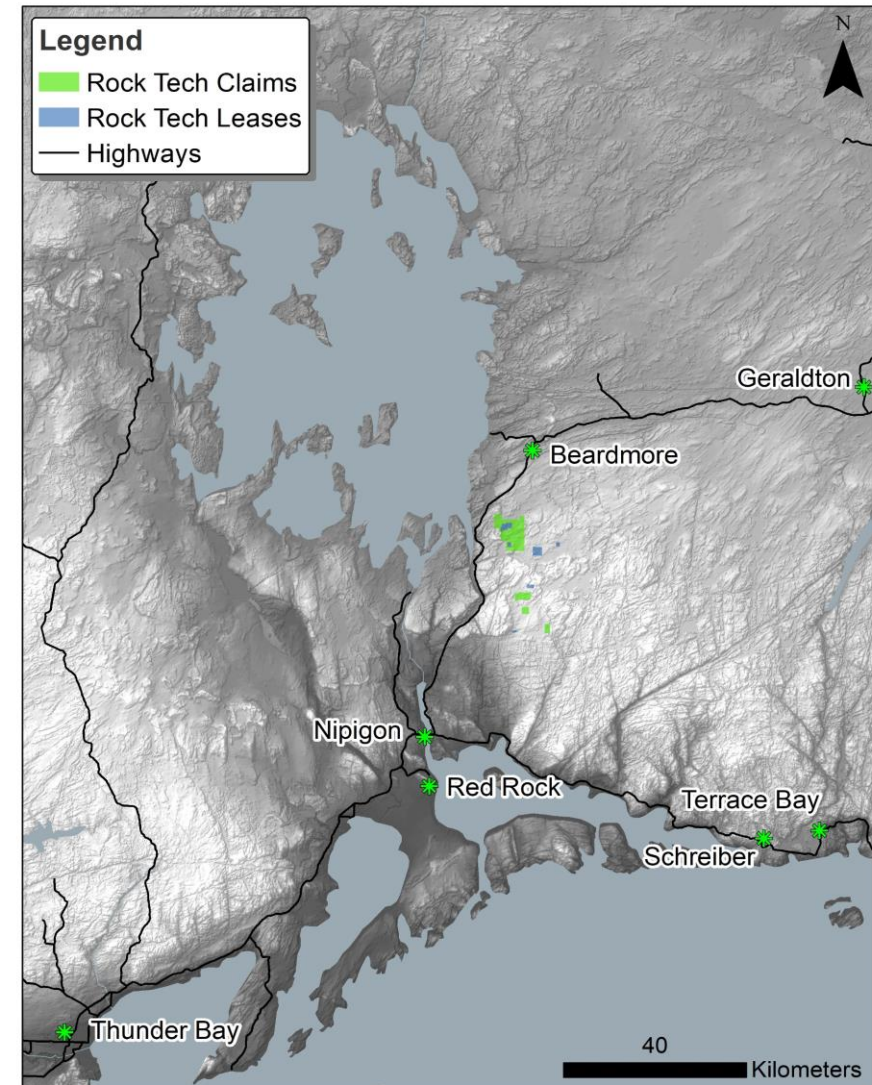 Legend
Rock Tech Claims
Rock Tech Leases
Highways
N
Geraldton
Beardmore
Nipigon
Red Rock
Terrace Bay
Schreiber
Thunder Bay
40
Kilometers